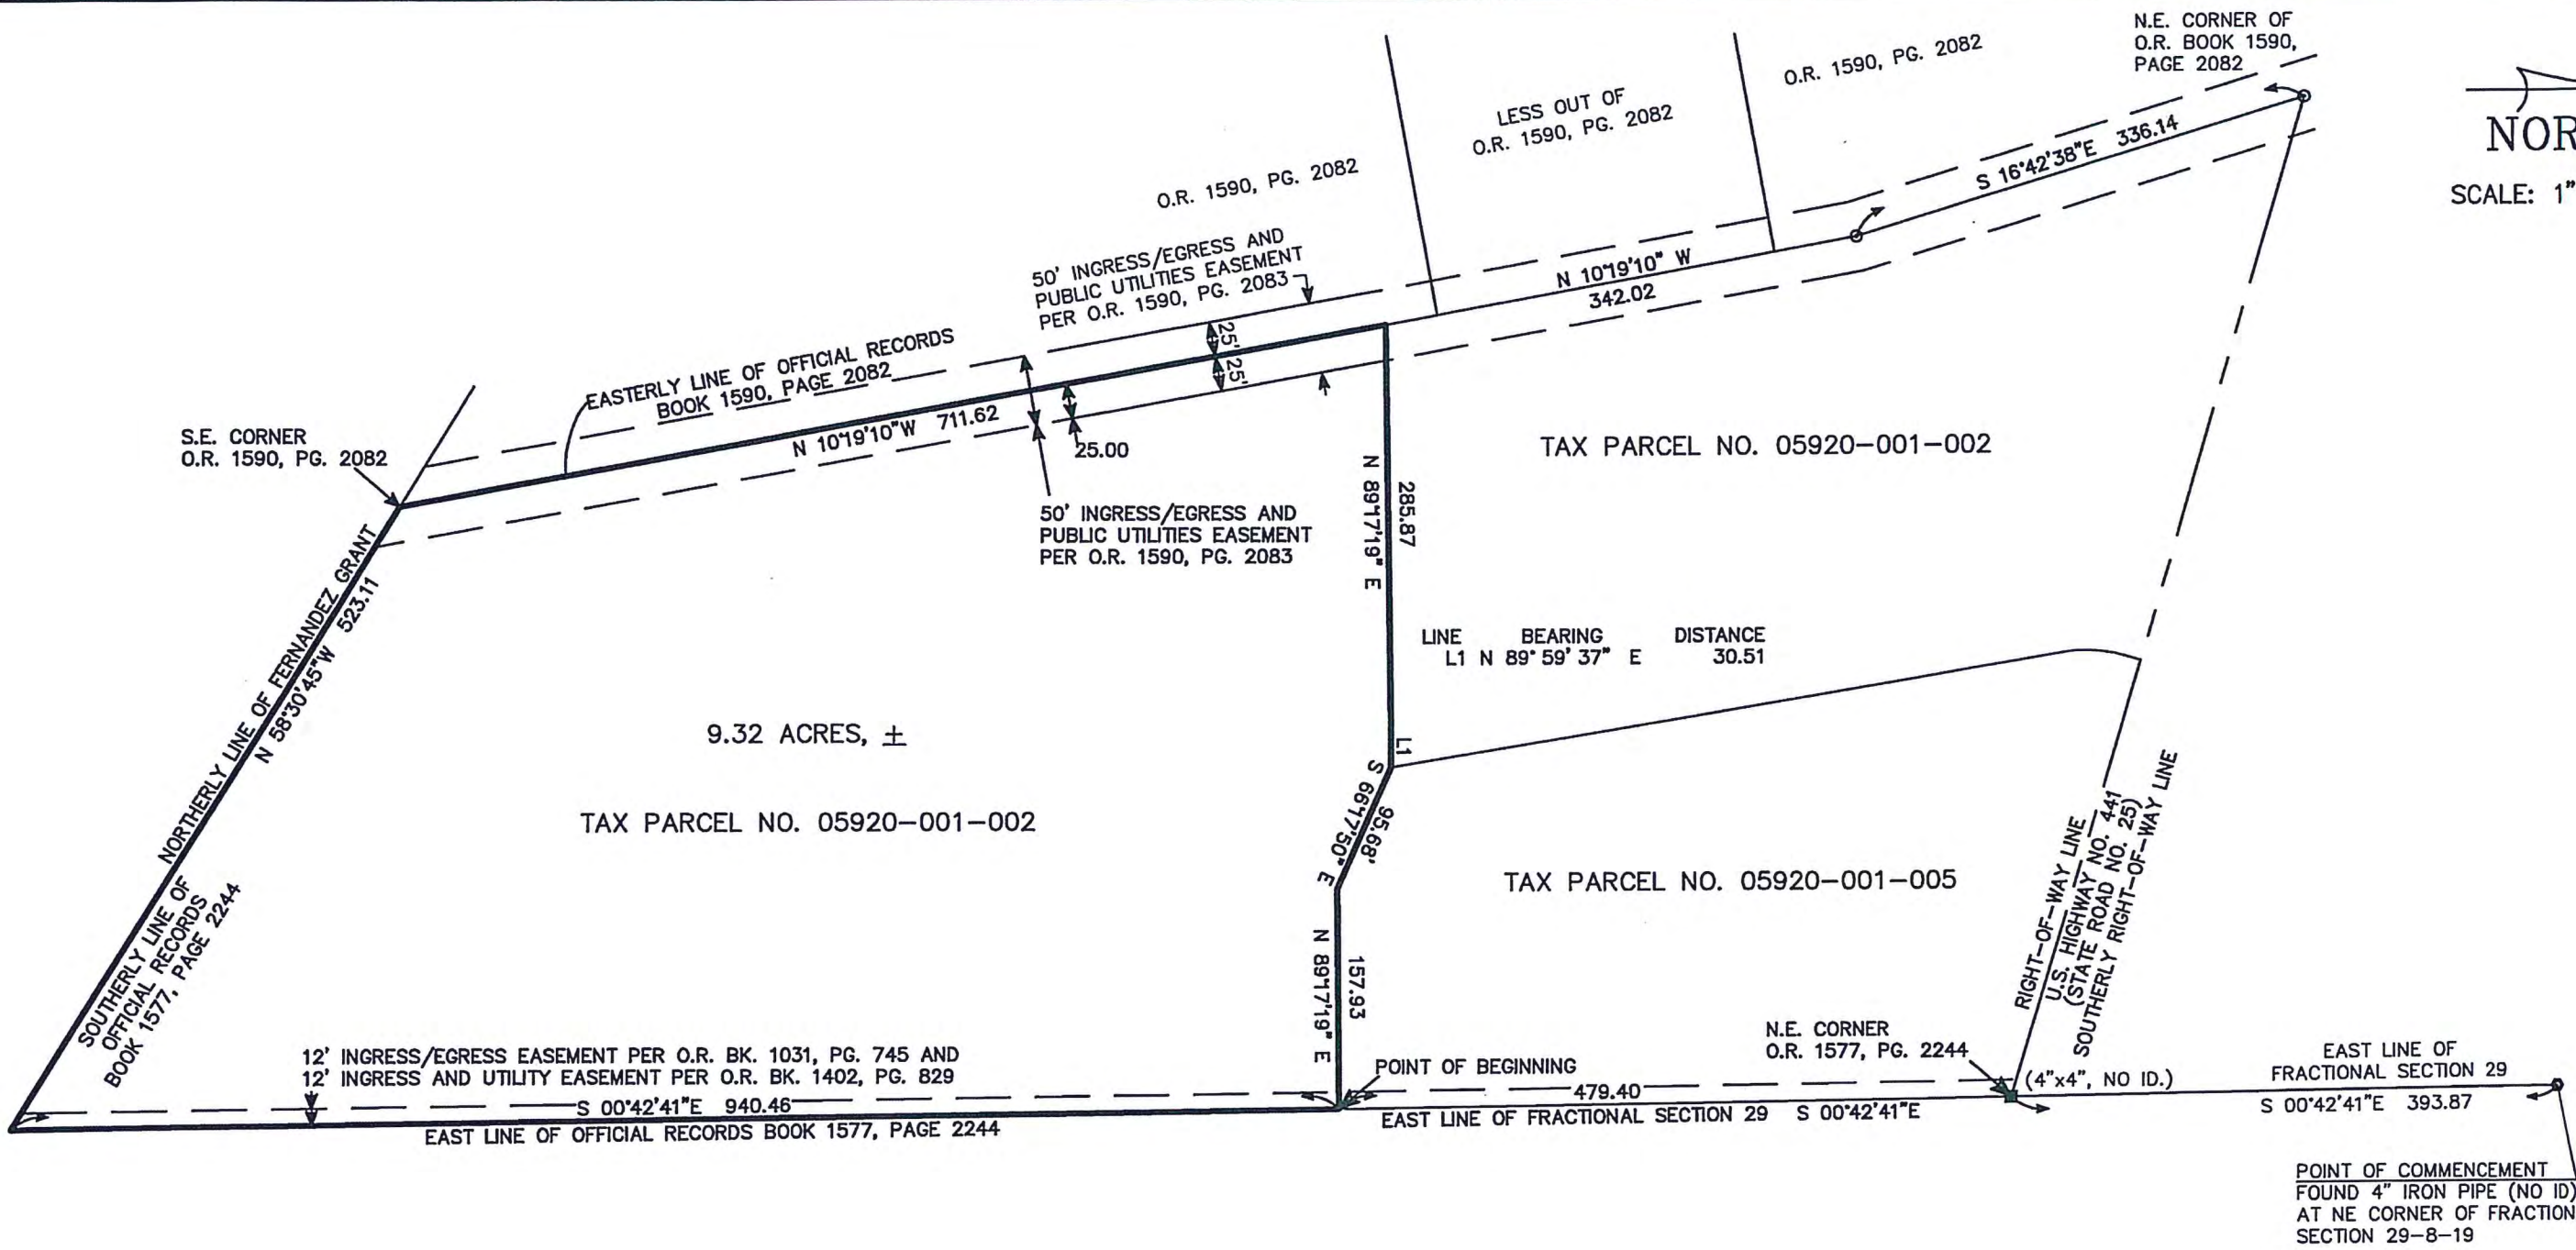 N.E. CORNER OF
O.R. BOOK 1590,
PAGE 2082
O.R. 1590, PG. 2082
LESS OUT OF
O.R. 1590, PG. 2082
O.R. 1590, PG. 2082
SCALE: 1"
S 16°42'38"E 336.14
N 10°19'10" W
342.02
50' INGRESS/EGRESS AND
PUBLIC UTILITIES EASEMENT
PER O.R. 1590, PG. 2083
25'
25'
EASTERLY LINE OF OFFICIAL RECORDS
BOOK 1590, PAGE 2082
N 10°19'10"W 711.62
25.00
S.E. CORNER
O.R. 1590, PG. 2082
50' INGRESS/EGRESS AND
PUBLIC UTILITIES EASEMENT
PER O.R. 1590, PG. 2083
285.87
N 89°17'19" E
TAX PARCEL NO. 05920-001-002
NORTHERLY LINE OF FERNANDEZ GRANT
N 58°30'45"W 523.11
SOUTHERLY LINE OF
OFFICIAL RECORDS
BOOK 1577, PAGE 2244
LINE BEARING DISTANCE
L1 N 89° 59' 37" E 30.51
9.32 ACRES, ±
TAX PARCEL NO. 05920-001-002
L1
95.68'
S 66°17'50" E
157.93
N 89°17'19" E
TAX PARCEL NO. 05920-001-005
RIGHT-OF-WAY LINE
U.S. HIGHWAY NO. 441
(STATE ROAD NO. 25)
SOUTHERLY RIGHT-OF-WAY LINE
12' INGRESS/EGRESS EASEMENT PER O.R. BK. 1031, PG. 745 AND
12' INGRESS AND UTILITY EASEMENT PER O.R. BK. 1402, PG. 829
S 00°42'41"E 940.46
EAST LINE OF OFFICIAL RECORDS BOOK 1577, PAGE 2244
POINT OF BEGINNING
479.40
EAST LINE OF FRACTIONAL SECTION 29 S 00°42'41"E
N.E. CORNER
O.R. 1577, PG. 2244
(4"x4", NO ID.)
EAST LINE OF
FRACTIONAL SECTION 29
S 00°42'41"E 393.87
POINT OF COMMENCEMENT
FOUND 4" IRON PIPE (NO ID)
AT NE CORNER OF FRACTION
SECTION 29-8-19